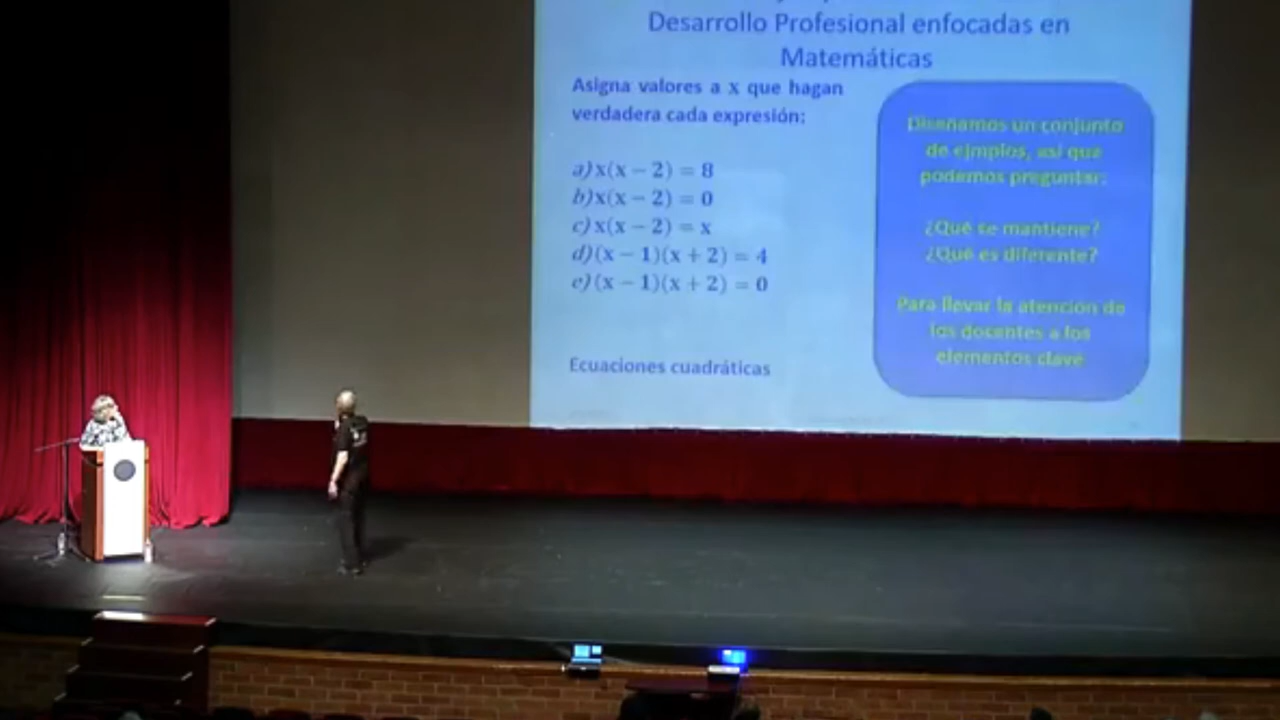 Desarrollo Profesional enfocadas en
Matemáticas
Asigna valores a x que hagan
verdadera cada expresión:
a)x(x − 2) = 8
b)x(x − 2) = 0
c)x(x − 2) = x
d)(x − 1)(x + 2) = 4
e)(x − 1)(x + 2) = 0
Ecuaciones cuadráticas
Diseñamos un conjunto
de ejmplos, así que
podemos preguntar:
¿Qué se mantiene?
¿Qué es diferente?
Para llevar la atención de
los docentes a los
elementos clave